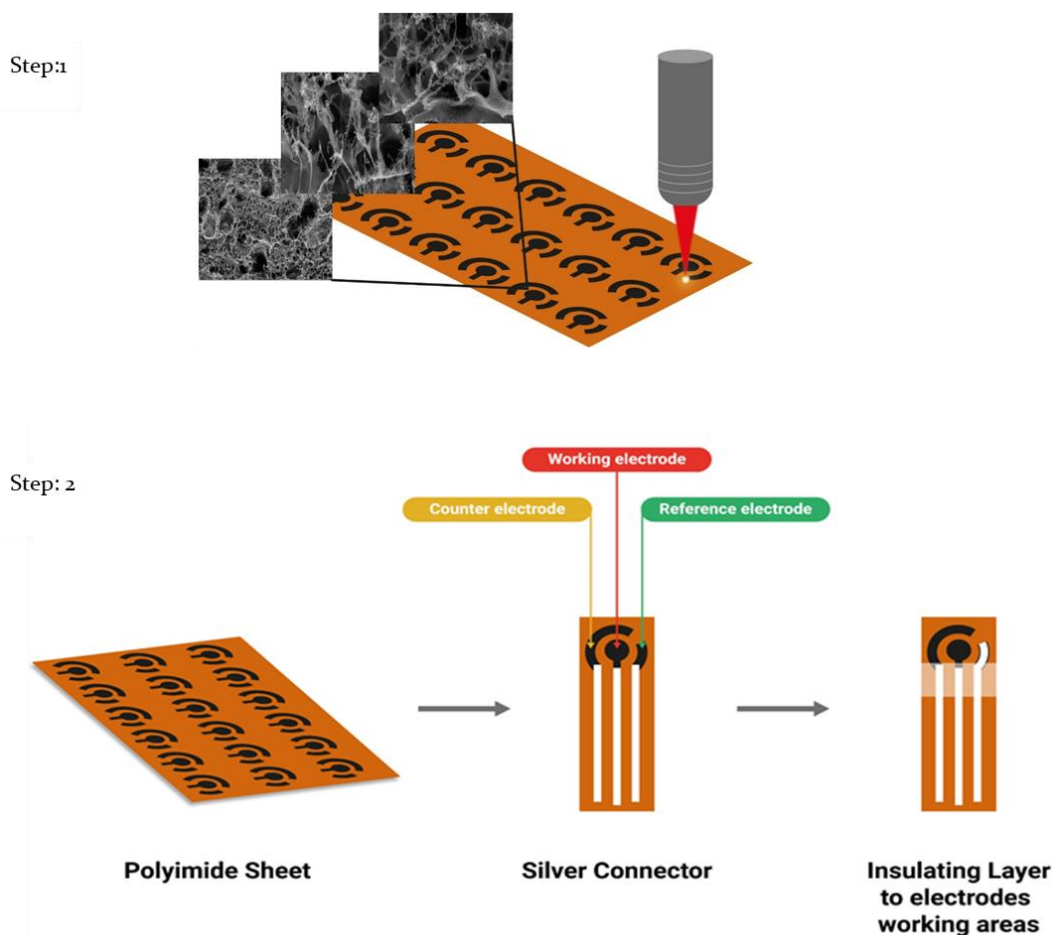 Step:1
Step: 2
Working electrode
Counter electrode
Reference electrode
Polyimide Sheet
Silver Connector
Insulating Layer
to electrodes
working areas